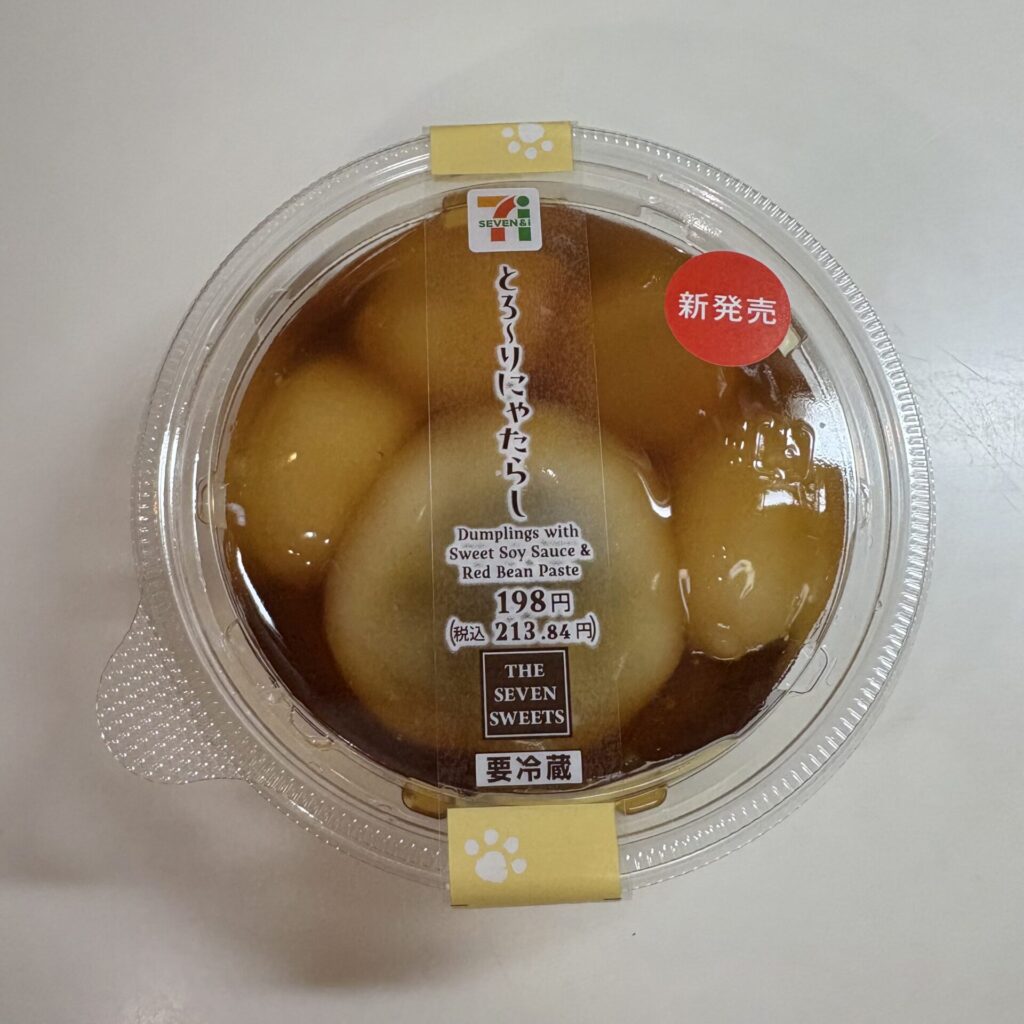 SEVEN&i
新発売
とろ〜りにゃたらし
Dumplings with
Sweet Soy Sauce &
Red Bean Paste
198円
(税込 213.84円)
THE
SEVEN
SWEETS
要冷蔵